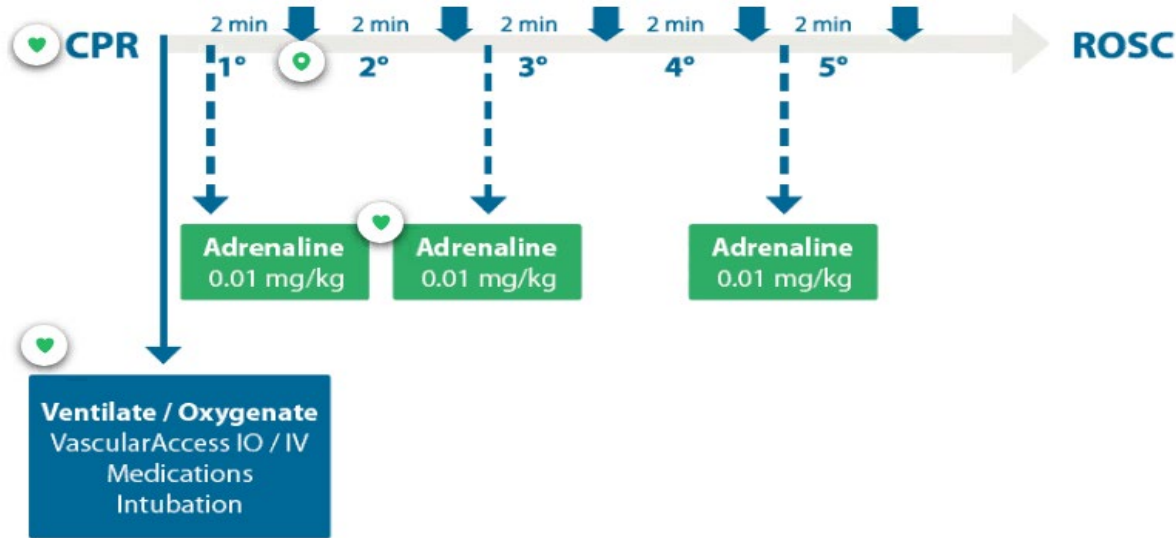 2 min 2 min 2 min 2 min 2 min
CPR ROSC
1° 2° 3° 4° 5°
Adrenaline
0.01 mg/kg
Adrenaline
0.01 mg/kg
Adrenaline
0.01 mg/kg
Ventilate / Oxygenate
VascularAccess IO / IV
Medications
Intubation